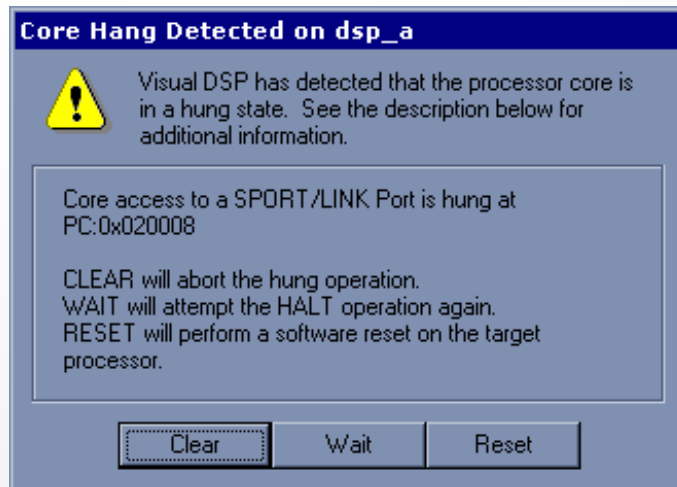 Core Hang Detected on dsp_a
Visual DSP has detected that the processor core is
in a hung state.  See the description below for
additional information.
Core access to a SPORT/LINK Port is hung at
PC:0x020008
CLEAR will abort the hung operation.
WAIT will attempt the HALT operation again.
RESET will perform a software reset on the target
processor.
Clear
Wait
Reset